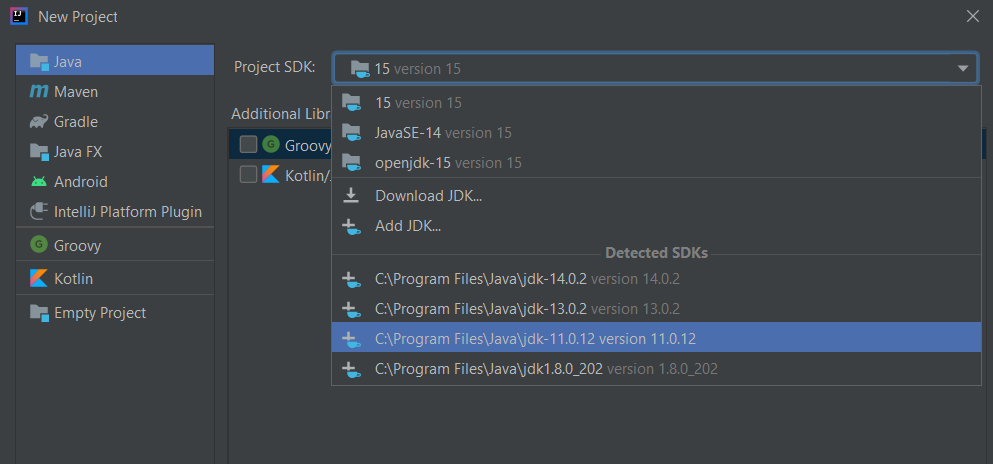 New Project
Java
Maven
Gradle
Java FX
Android
IntelliJ Platform Plugin
Groovy
Kotlin
Empty Project
Project SDK:
15 version 15
Additional Libr
Groovy
Kotlin/
15 version 15
JavaSE-14 version 15
openjdk-15 version 15
Download JDK...
Add JDK...
Detected SDKs
C:\Program Files\Java\jdk-14.0.2 version 14.0.2
C:\Program Files\Java\jdk-13.0.2 version 13.0.2
C:\Program Files\Java\jdk-11.0.12 version 11.0.12
C:\Program Files\Java\jdk1.8.0_202 version 1.8.0_202